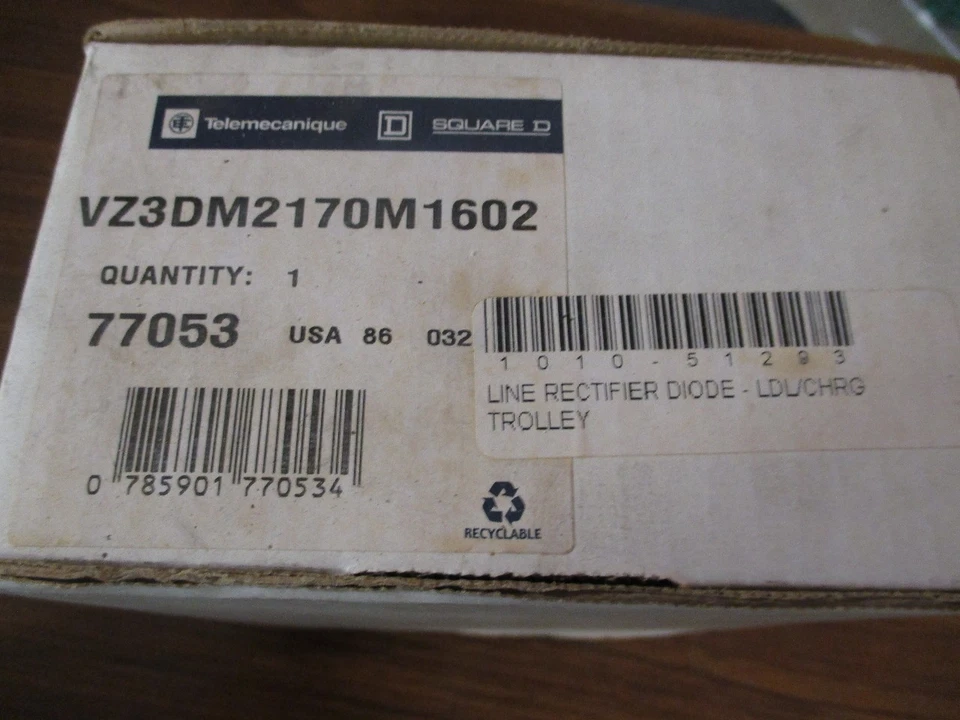 Telemecanique D SQUARE D
VZ3DM2170M1602
QUANTITY: 1
77053 USA 86 032
0 785901 770534
RECYCLABLE
1010-51293
LINE RECTIFIER DIODE - LDL/CHRG
TROLLEY